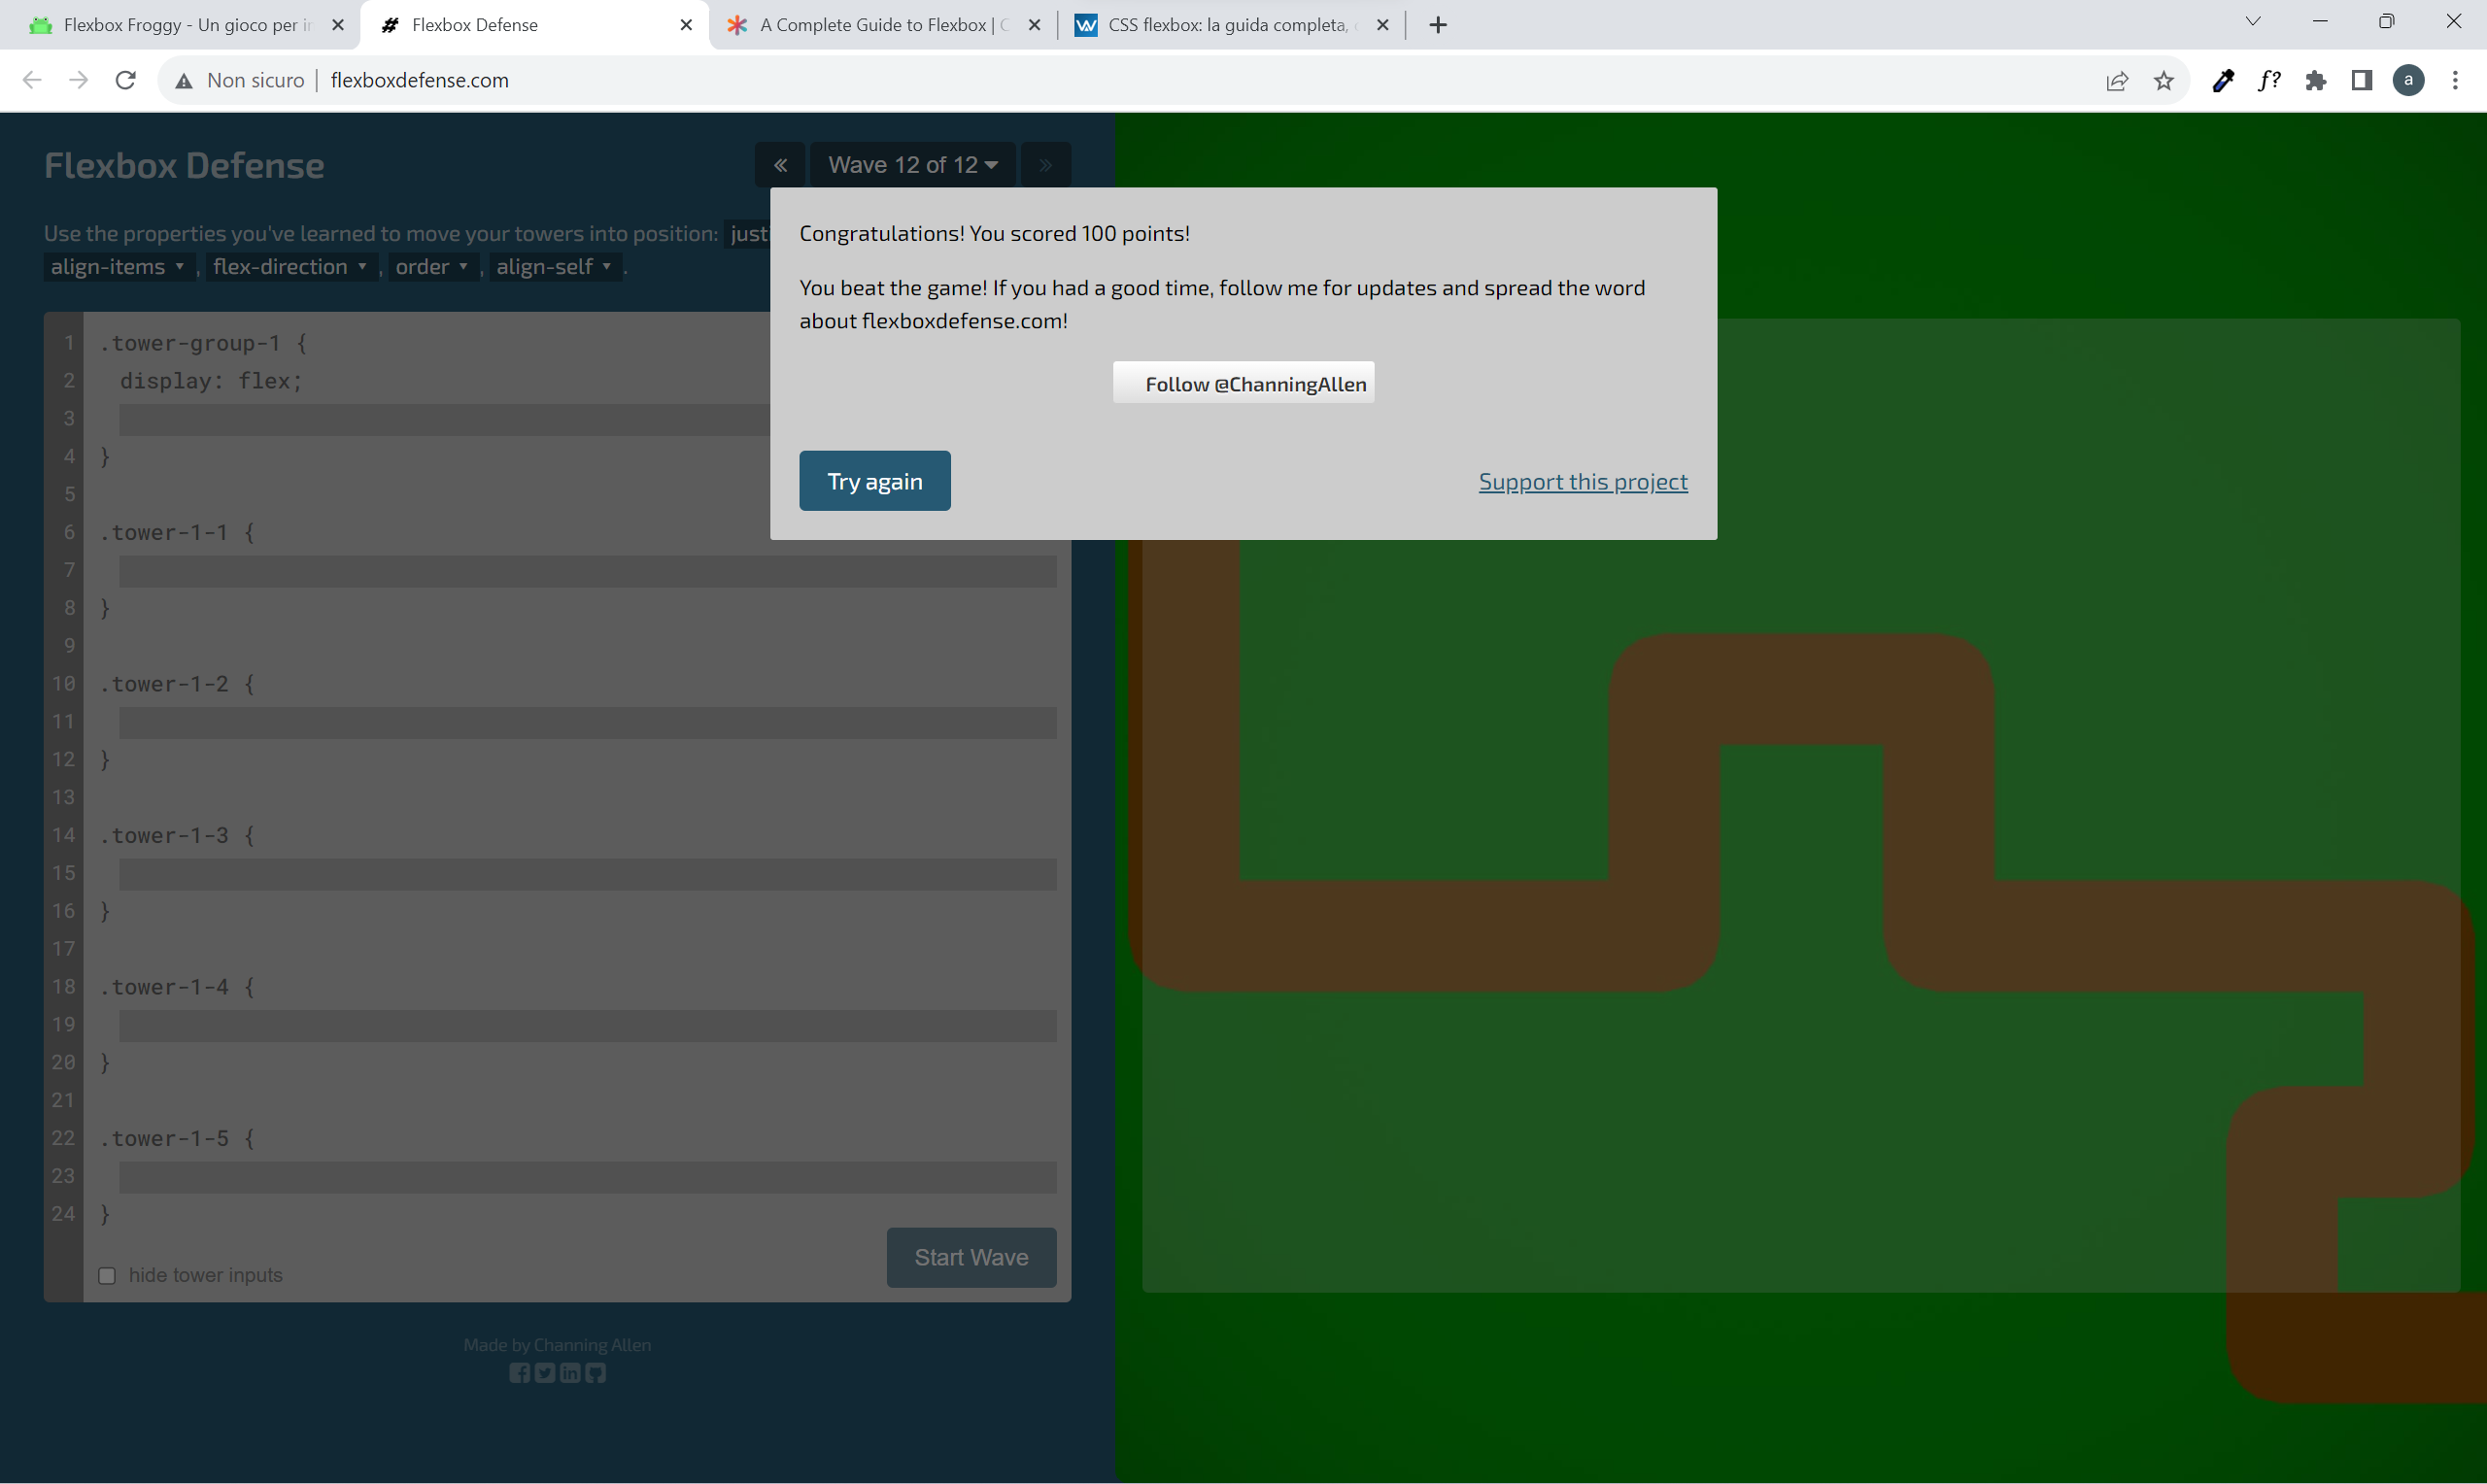 Flexbox Froggy - Un gioco per
Flexbox Defense
A Complete Guide to Flexbox |
CSS flexbox: la guida completa,
Non sicuro
flexboxdefense.com
f?
a
Flexbox Defense
« Wave 12 of 12 »
Use the properties you've learned to move your towers into position:
align-items , flex-direction , order , align-self .
Congratulations! You scored 100 points!
You beat the game! If you had a good time, follow me for updates and spread the word
about flexboxdefense.com!
Follow @ChanningAllen
Try again
Support this project
1 .tower-group-1 {
2 display: flex;
3
4 }
5
6 .tower-1-1 {
7
8 }
9
10 .tower-1-2 {
11
12 }
13
14 .tower-1-3 {
15
16 }
17
18 .tower-1-4 {
19
20 }
21
22 .tower-1-5 {
23
24 }
hide tower inputs
Start Wave
Made by Channing Allen